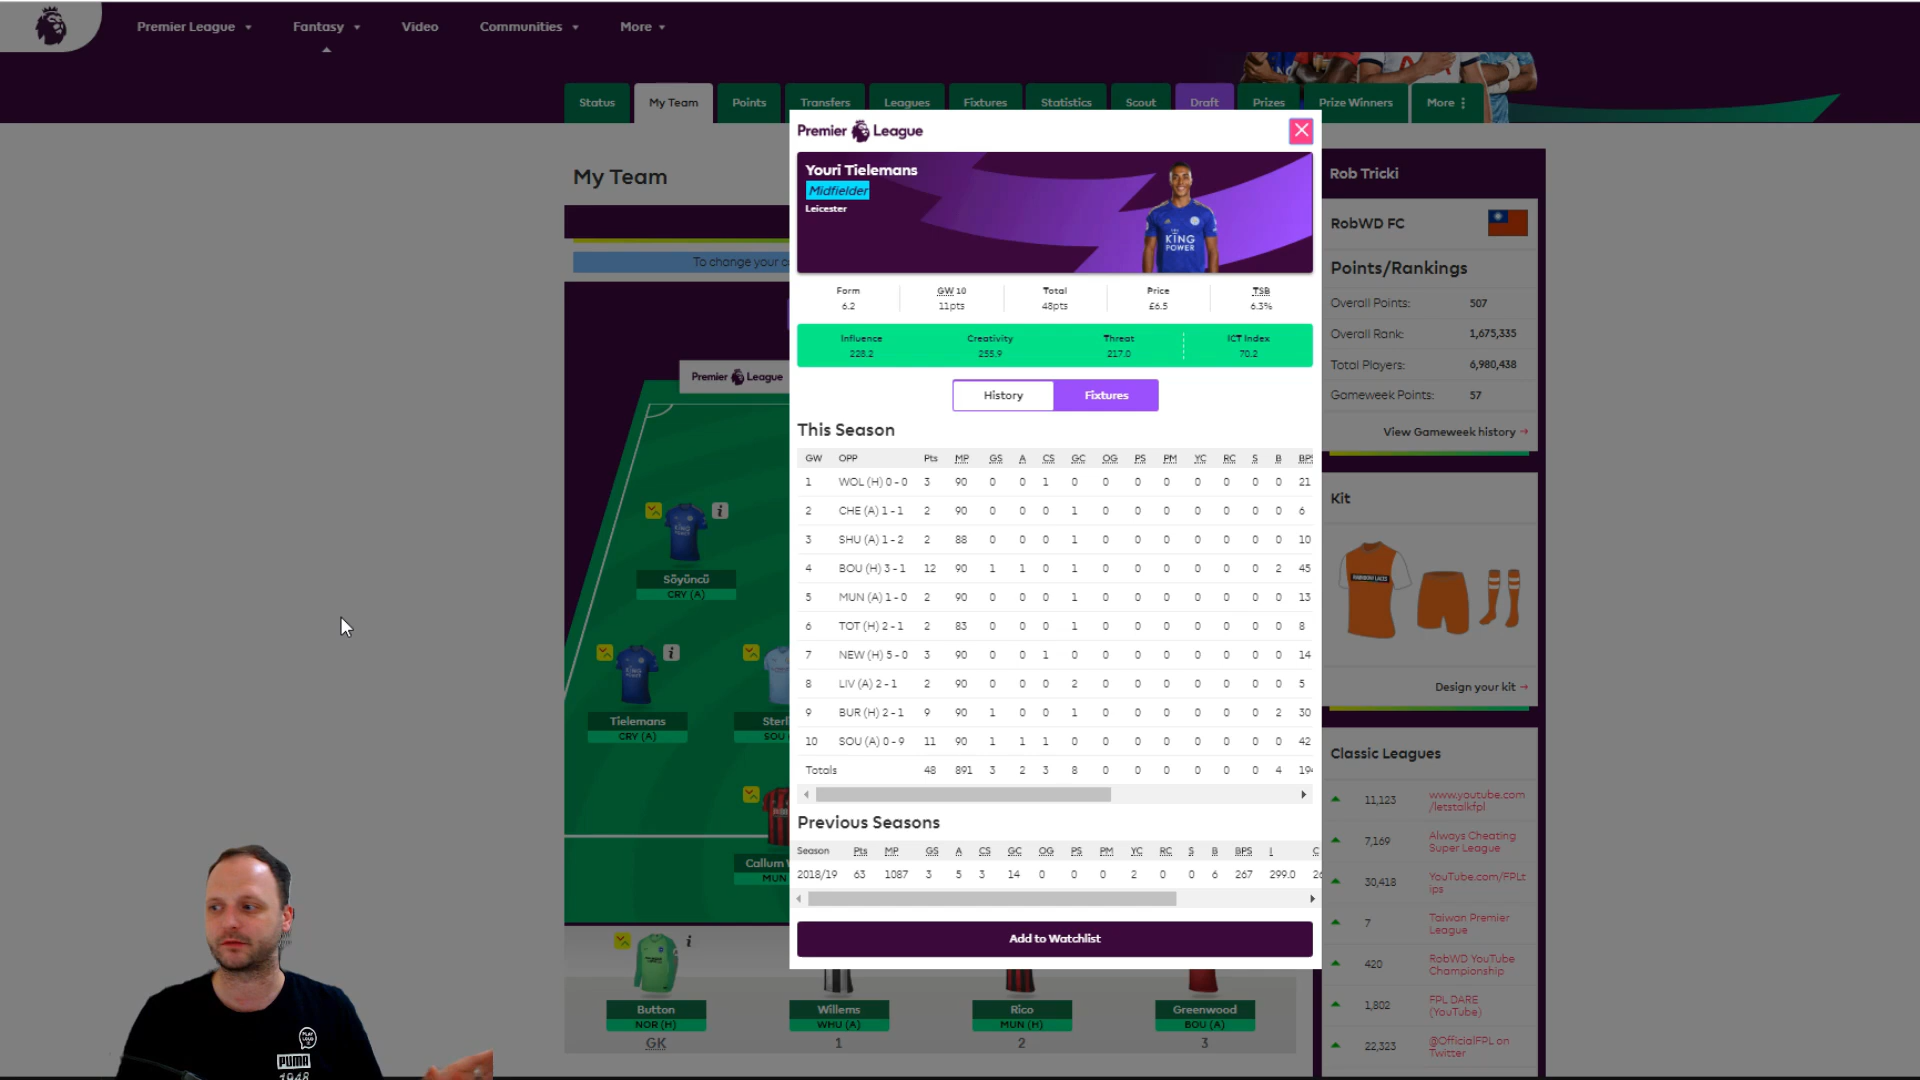 Premier League Fantasy Video Communities More
Status My Team Points Transfers Leagues Fixtures Statistics Scout Draft Prizes Prize Winners More
My Team
To change your c
Premier League
Söyüncü
CRY (A)
Tielemans
CRY (A)
Sterl
SOU
Callum W
MUN
Button
NOR (H)
GK
Willems
WHU (A)
1
Rico
MUN (H)
2
Greenwood
BOU (A)
3
Premier League
Youri Tielemans
Midfielder
Leicester
KING POWER
Form GW 10 Total Price TSB
6.2 11pts 48pts £6.5 6.3%
Influence Creativity Threat ICT Index
228.2 255.9 217.0 70.2
History Fixtures
This Season
GW OPP Pts MP GS A CS GC OG PS PM YC RC S B BPS
1 WOL (H) 0 - 0 3 90 0 0 1 0 0 0 0 0 0 0 0 21
2 CHE (A) 1 - 1 2 90 0 0 0 1 0 0 0 0 0 0 0 6
3 SHU (A) 1 - 2 2 88 0 0 0 1 0 0 0 0 0 0 0 10
4 BOU (H) 3 - 1 12 90 1 1 0 1 0 0 0 0 0 0 2 45
5 MUN (A) 1 - 0 2 90 0 0 0 1 0 0 0 0 0 0 0 13
6 TOT (H) 2 - 1 2 83 0 0 0 1 0 0 0 0 0 0 0 8
7 NEW (H) 5 - 0 3 90 0 0 1 0 0 0 0 0 0 0 0 14
8 LIV (A) 2 - 1 2 90 0 0 0 2 0 0 0 0 0 0 0 5
9 BUR (H) 2 - 1 9 90 1 0 0 1 0 0 0 0 0 0 2 30
10 SOU (A) 0 - 9 11 90 1 1 1 0 0 0 0 0 0 0 0 42
Totals 48 891 3 2 3 8 0 0 0 0 0 0 4 194
Previous Seasons
Season Pts MP GS A CS GC OG PS PM YC RC S B BPS I C
2018/19 63 1087 3 5 3 14 0 0 0 2 0 0 6 267 299.0 26
Add to Watchlist
Rob Tricki
RobWD FC
Points/Rankings
Overall Points: 507
Overall Rank: 1,675,335
Total Players: 6,980,438
Gameweek Points: 57
View Gameweek history →
Kit
Design your kit →
Classic Leagues
11,123 www.youtube.com
/letstalkfpl
7,169 Always Cheating
Super League
30,418 YouTube.com/FPLt
ips
7 Taiwan Premier
League
420 RobWD YouTube
Championship
1,802 FPL DARE
(YouTube)
22,323 @OfficialFPL on
Twitter
PLAY LOUD
PUMA
1948